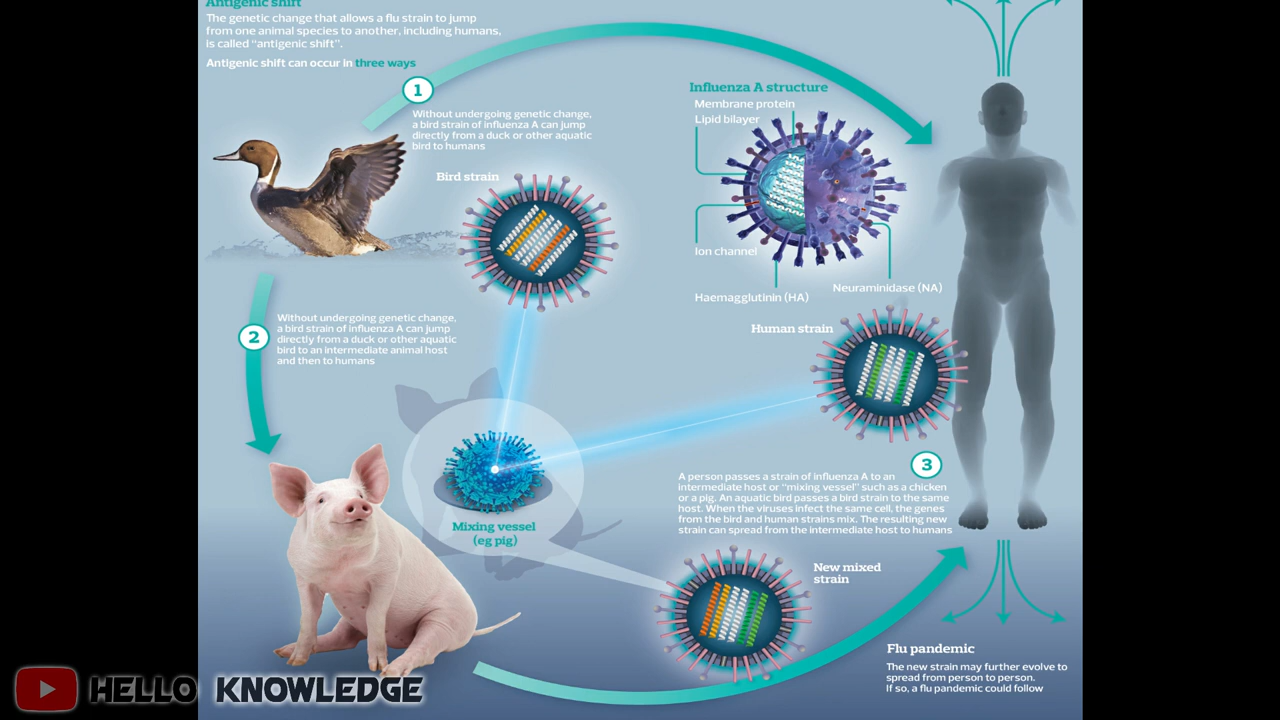 Antigenic shift
The genetic change that allows a flu strain to jump
from one animal species to another, including humans,
is called “antigenic shift”.
Antigenic shift can occur in three ways
1
Without undergoing genetic change,
a bird strain of influenza A can jump
directly from a duck or other aquatic
bird to humans
Bird strain
Influenza A structure
Membrane protein
Lipid bilayer
Ion channel
Haemagglutinin (HA)
Neuraminidase (NA)
2
Without undergoing genetic change,
a bird strain of influenza A can jump
directly from a duck or other aquatic
bird to an intermediate animal host
and then to humans
Human strain
Mixing vessel
(eg pig)
3
A person passes a strain of influenza A to an
intermediate host or “mixing vessel” such as a chicken
or a pig. An aquatic bird passes a bird strain to the same
host. When the viruses infect the same cell, the genes
from the bird and human strains mix. The resulting new
strain can spread from the intermediate host to humans
New mixed
strain
Flu pandemic
The new strain may further evolve to
spread from person to person.
If so, a flu pandemic could follow
HELLO KNOWLEDGE